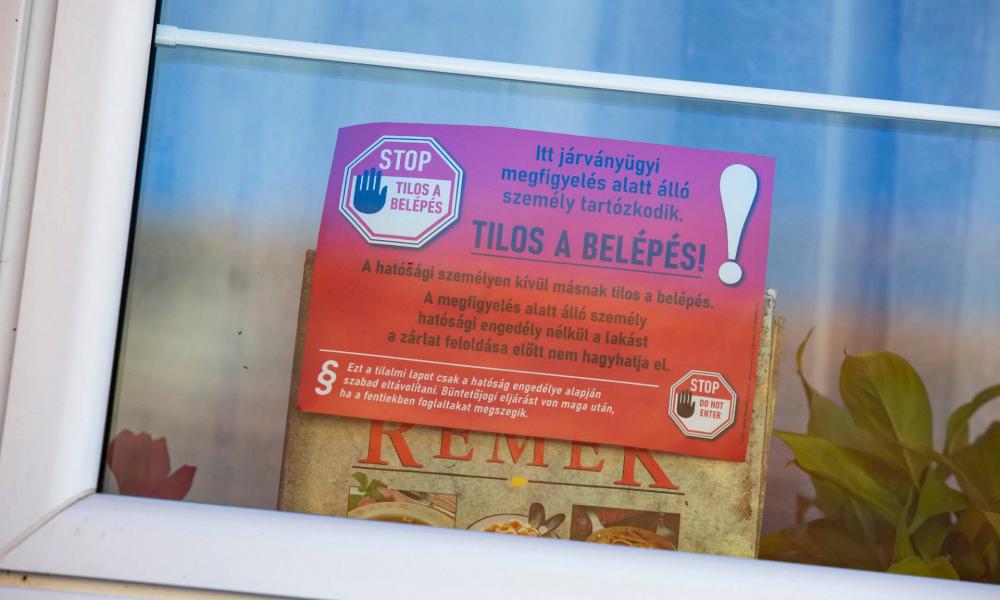 STOP
TILOS A
BELÉPÉS
Itt járványügyi
megfigyelés alatt álló
személy tartózkodik.
TILOS A BELÉPÉS!
!
A hatósági személyen kívül másnak tilos a belépés.
A megfigyelés alatt álló személy
hatósági engedély nélkül a lakást
a zárlat feloldása előtt nem hagyhatja el.
§
Ezt a tilalmi lapot csak a hatóság engedélye alapján
szabad eltávolítani. Büntetőjogi eljárást von maga után,
ha a fentiekben foglaltakat megszegik.
STOP
DO NOT
ENTER
REMEK